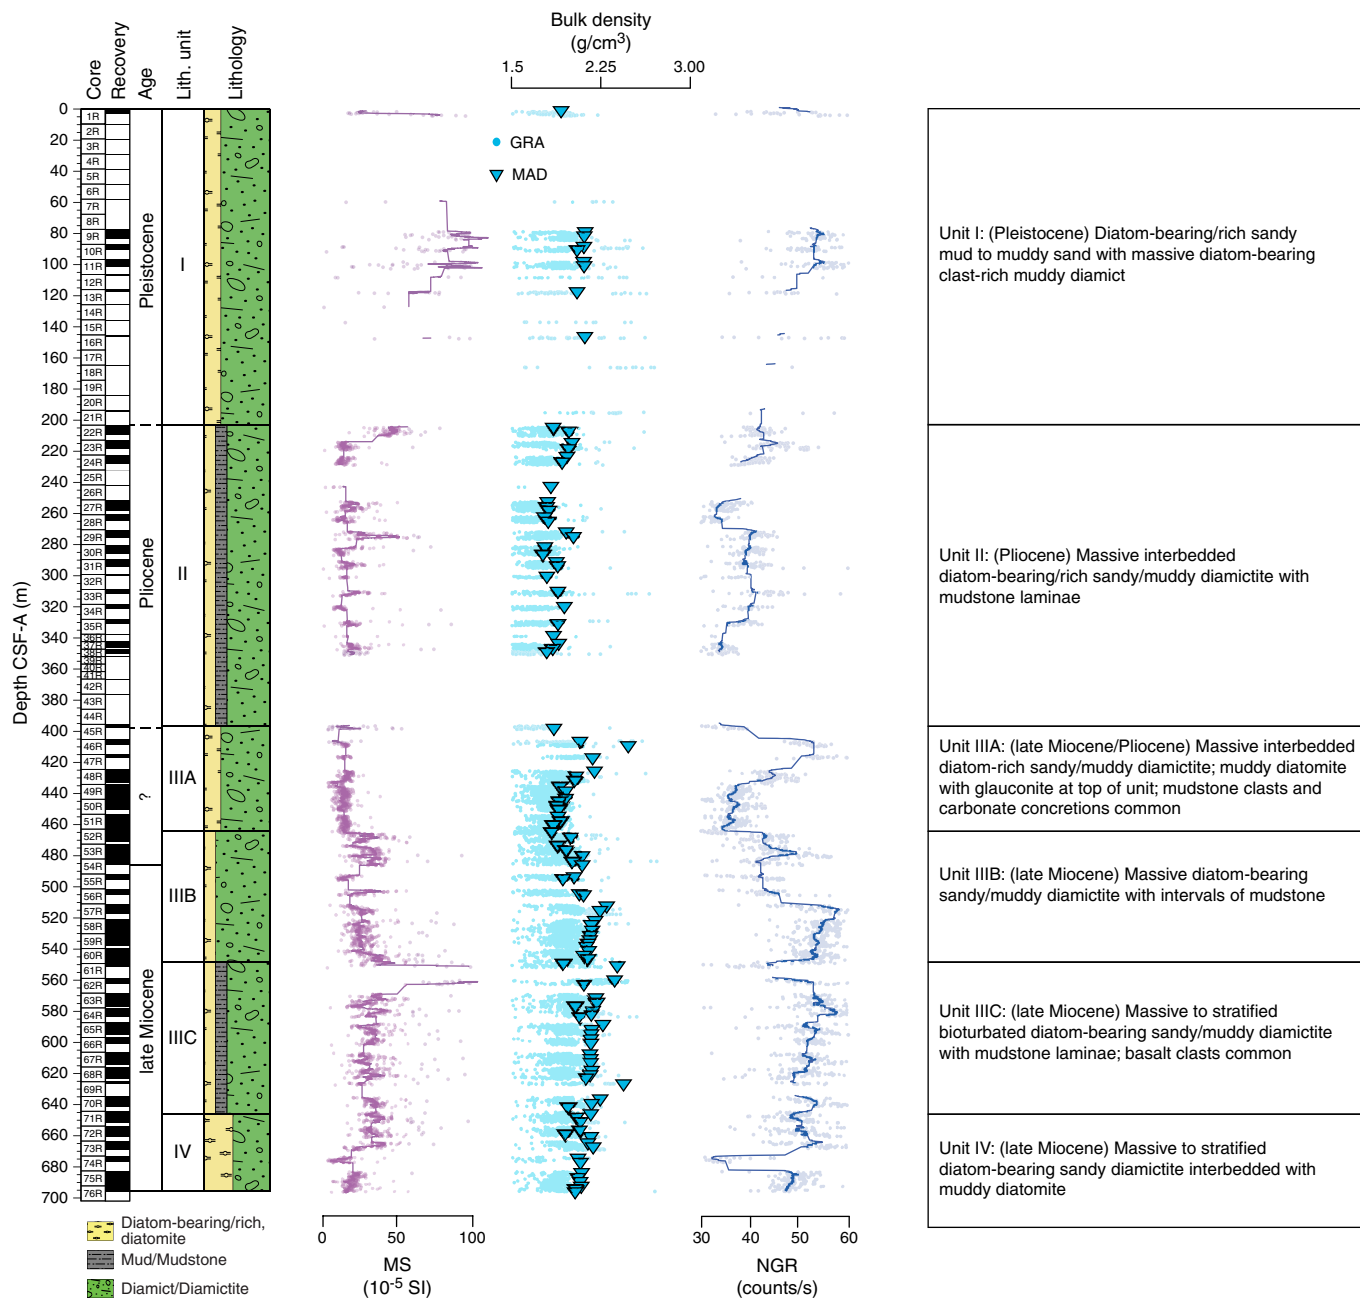 Bulk density
(g/cm3)
1.5 2.25 3.00
Core Recovery Age Lith. unit Lithology
GRA
MAD
Depth CSF-A (m)
0
20
40
60
80
100
120
140
160
180
200
220
240
260
280
300
320
340
360
380
400
420
440
460
480
500
520
540
560
580
600
620
640
660
680
700
1R
2R
3R
4R
5R
6R
7R
8R
9R
10R
11R
12R
13R
14R
15R
16R
17R
18R
19R
20R
21R
22R
23R
24R
25R
26R
27R
28R
29R
30R
31R
32R
33R
34R
35R
36R
37R
38R
39R
40R
41R
42R
43R
44R
45R
46R
47R
48R
49R
50R
51R
52R
53R
54R
55R
56R
57R
58R
59R
60R
61R
62R
63R
64R
65R
66R
67R
68R
69R
70R
71R
72R
73R
74R
75R
76R
Pleistocene
Pliocene
?
late Miocene
I
II
IIIA
IIIB
IIIC
IV
Unit I: (Pleistocene) Diatom-bearing/rich sandy
mud to muddy sand with massive diatom-bearing
clast-rich muddy diamict
Unit II: (Pliocene) Massive interbedded
diatom-bearing/rich sandy/muddy diamictite with
mudstone laminae
Unit IIIA: (late Miocene/Pliocene) Massive interbedded
diatom-rich sandy/muddy diamictite; muddy diatomite
with glauconite at top of unit; mudstone clasts and
carbonate concretions common
Unit IIIB: (late Miocene) Massive diatom-bearing
sandy/muddy diamictite with intervals of mudstone
Unit IIIC: (late Miocene) Massive to stratified
bioturbated diatom-bearing sandy/muddy diamictite
with mudstone laminae; basalt clasts common
Unit IV: (late Miocene) Massive to stratified
diatom-bearing sandy diamictite interbedded with
muddy diatomite
0 50 100
MS
(10-5 SI)
30 40 50 60
NGR
(counts/s)
Diatom-bearing/rich,
diatomite
Mud/Mudstone
Diamict/Diamictite